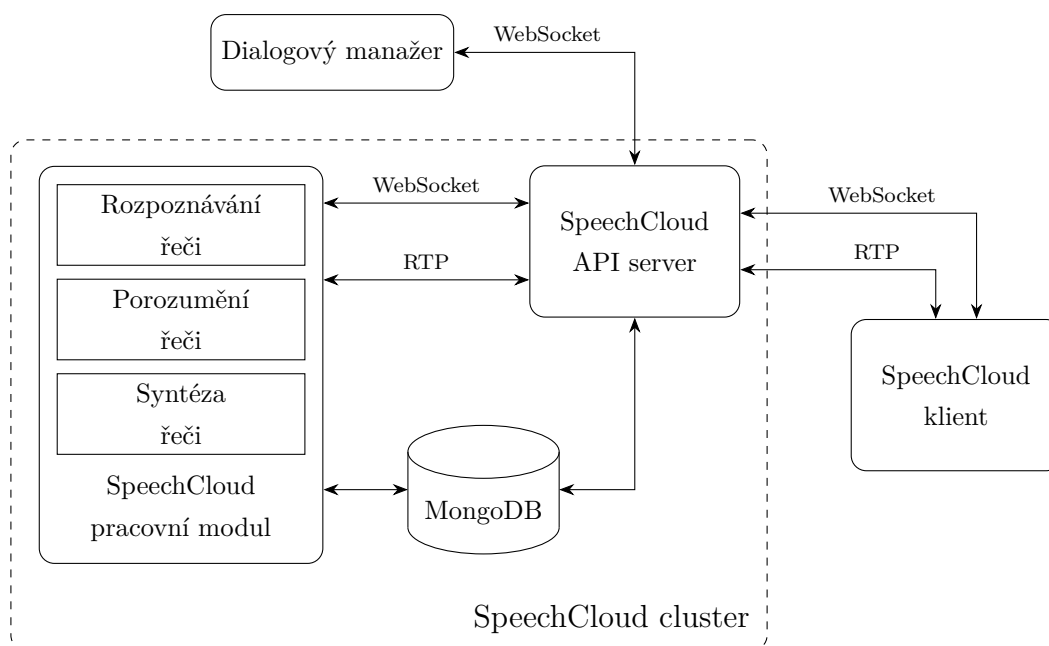 WebSocket
Dialogový manažer
WebSocket
Rozpoznávání
řeči
SpeechCloud
API server
WebSocket
RTP
RTP
Porozumění
řeči
SpeechCloud
klient
Syntéza
řeči
SpeechCloud
pracovní modul
MongoDB
SpeechCloud cluster